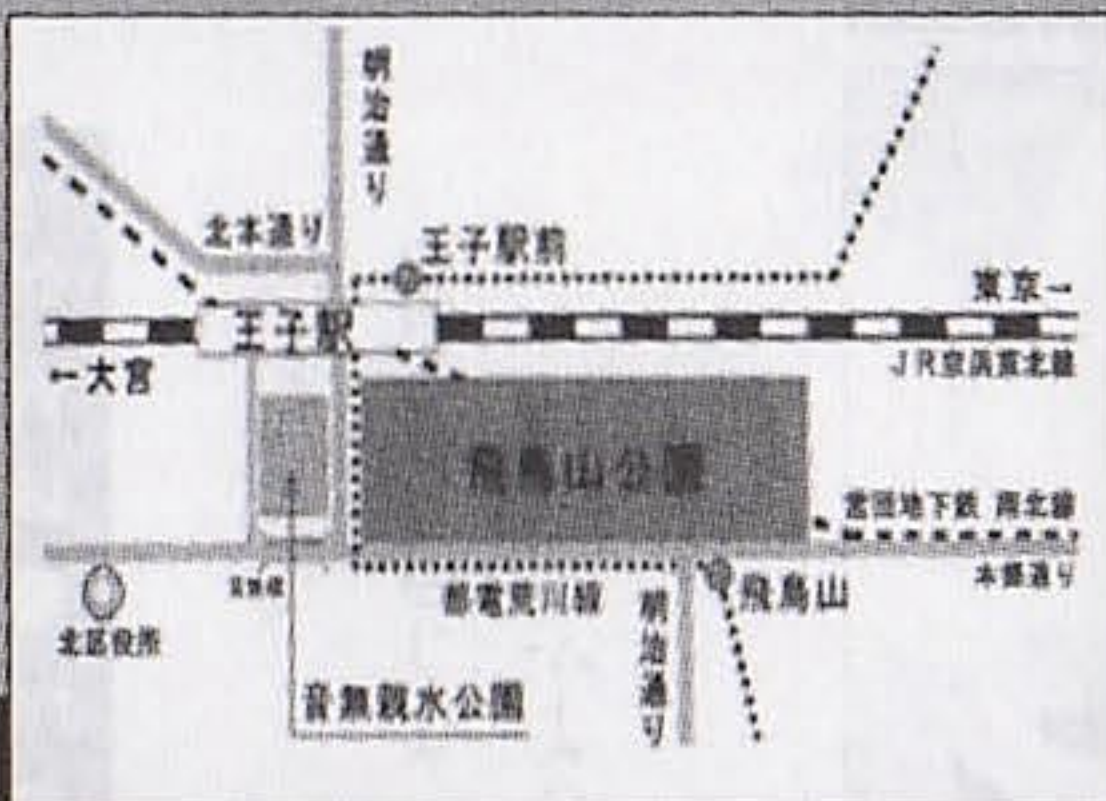 明治通り
北本通り
王子駅前
東京→
王子駅
JR京浜東北線
←大宮
飛鳥山公園
営団地下鉄 南北線
本郷通り
音無橋
都電荒川線
飛鳥山
北区役所
明治通り
音無親水公園